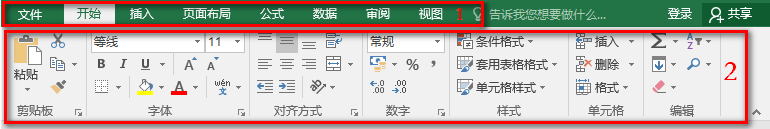 文件 开始 插入 页面布局 公式 数据 审阅 视图 1 告诉我您想要做什么... 登录 共享
等线 11 常规 条件格式 插入
粘贴 B I U A A wén 套用表格格式 删除 2
单元格样式 格式
剪贴板 字体 对齐方式 数字 样式 单元格 编辑